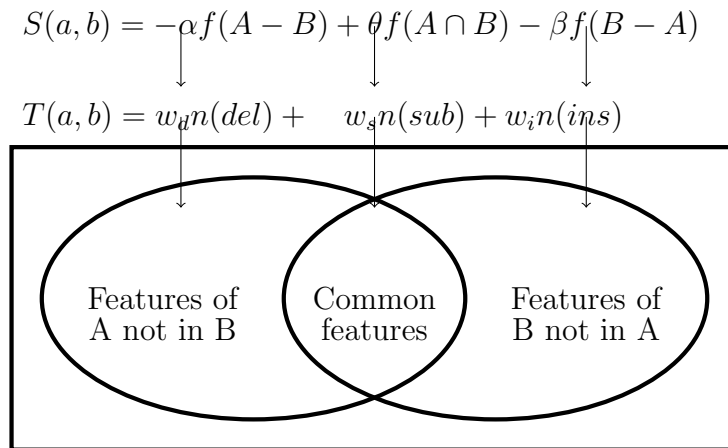 S(a, b) = −αf(A − B) + θf(A ∩ B) − βf(B − A)
T(a, b) = w_d n(del) + w_s n(sub) + w_i n(ins)
Features of
A not in B
Common
features
Features of
B not in A